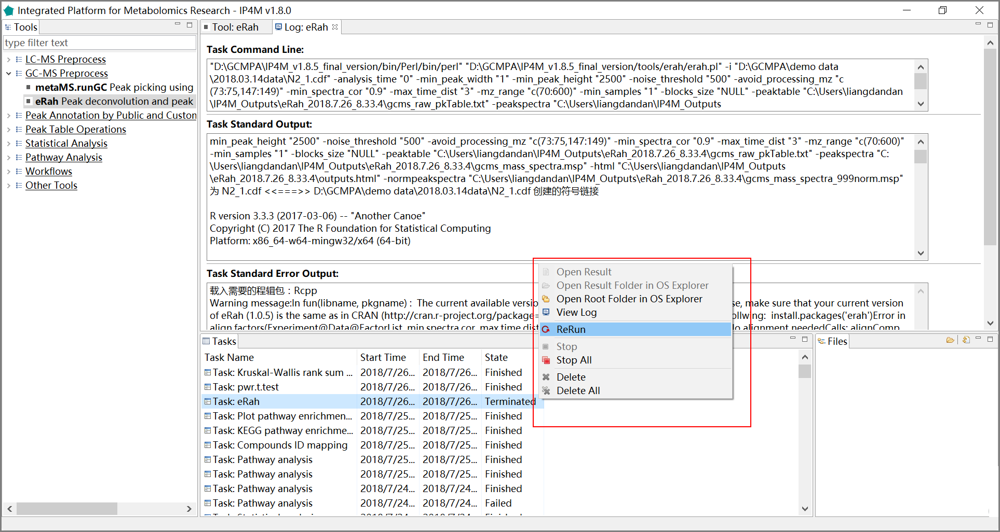 Integrated Platform for Metabolomics Research - IP4M v1.8.0
Tools
type filter text
LC-MS Preprocess
GC-MS Preprocess
metaMS.runGC Peak picking using
eRah Peak deconvolution and peak
Peak Annotation by Public and Custon
Peak Table Operations
Statistical Analysis
Pathway Analysis
Workflows
Other Tools
Tool: eRah
Log: eRah
Task Command Line:
"D:\GCMPA\IP4M_v1.8.5_final_version/bin/Perl/bin/perl" "D:\GCMPA\IP4M_v1.8.5_final_version/tools/erah/erah.pl" -i "D:\GCMPA\demo data
\2018.03.14data\N2_1.cdf" -analysis_time "0" -min_peak_width "1" -min_peak_height "2500" -noise_threshold "500" -avoid_processing_mz "c
(73:75,147:149)" -min_spectra_cor "0.9" -max_time_dist "3" -mz_range "c(70:600)" -min_samples "1" -blocks_size "NULL" -peaktable "C:\Users\liangdandan
\IP4M_Outputs\eRah_2018.7.26_8.33.4\gcms_raw_pkTable.txt" -peakspectra "C:\Users\liangdandan\IP4M_Outputs
Task Standard Output:
min_peak_height "2500" -noise_threshold "500" -avoid_processing_mz "c(73:75,147:149)" -min_spectra_cor "0.9" -max_time_dist "3" -mz_range "c(70:600)"
-min_samples "1" -blocks_size "NULL" -peaktable "C:\Users\liangdandan\IP4M_Outputs\eRah_2018.7.26_8.33.4\gcms_raw_pkTable.txt" -peakspectra "C:
\Users\liangdandan\IP4M_Outputs\eRah_2018.7.26_8.33.4\gcms_mass_spectra.msp" -html "C:\Users\liangdandan\IP4M_Outputs
\eRah_2018.7.26_8.33.4\outputs.html" -normpeakspectra "C:\Users\liangdandan\IP4M_Outputs\eRah_2018.7.26_8.33.4\gcms_mass_spectra_999norm.msp"
为 N2_1.cdf <<===>> D:\GCMPA\demo data\2018.03.14data\N2_1.cdf 创建的符号链接
R version 3.3.3 (2017-03-06) -- "Another Canoe"
Copyright (C) 2017 The R Foundation for Statistical Computing
Platform: x86_64-w64-mingw32/x64 (64-bit)
Task Standard Error Output:
载入需要的程辑包：Rcpp
Warning message:In fun(libname, pkgname) : The current available versio se, make sure that your current version
of eRah (1.0.5) is the same as in CRAN (http://cran.r-project.org/package= ollwing: install.packages('erah')Error in
align.factors(Experiment@Data@FactorList, min.spectra.cor, max.time.dist alignment neededCalls: alignComp
Open Result
Open Result Folder in OS Explorer
Open Root Folder in OS Explorer
View Log
ReRun
Stop
Stop All
Delete
Delete All
Tasks
Task Name Start Time End Time State
Task: Kruskal-Wallis rank sum ... 2018/7/26... 2018/7/26... Finished
Task: pwr.t.test 2018/7/26... 2018/7/26... Finished
Task: eRah 2018/7/26... 2018/7/26... Terminated
Task: Plot pathway enrichmen... 2018/7/25... 2018/7/25... Finished
Task: KEGG pathway enrichme... 2018/7/25... 2018/7/25... Finished
Task: Compounds ID mapping 2018/7/25... 2018/7/25... Finished
Task: Pathway analysis 2018/7/25... 2018/7/25... Finished
Task: Pathway analysis 2018/7/25... 2018/7/25... Finished
Task: Pathway analysis 2018/7/24... 2018/7/24... Finished
Task: Pathway analysis 2018/7/24... 2018/7/24... Failed
Files